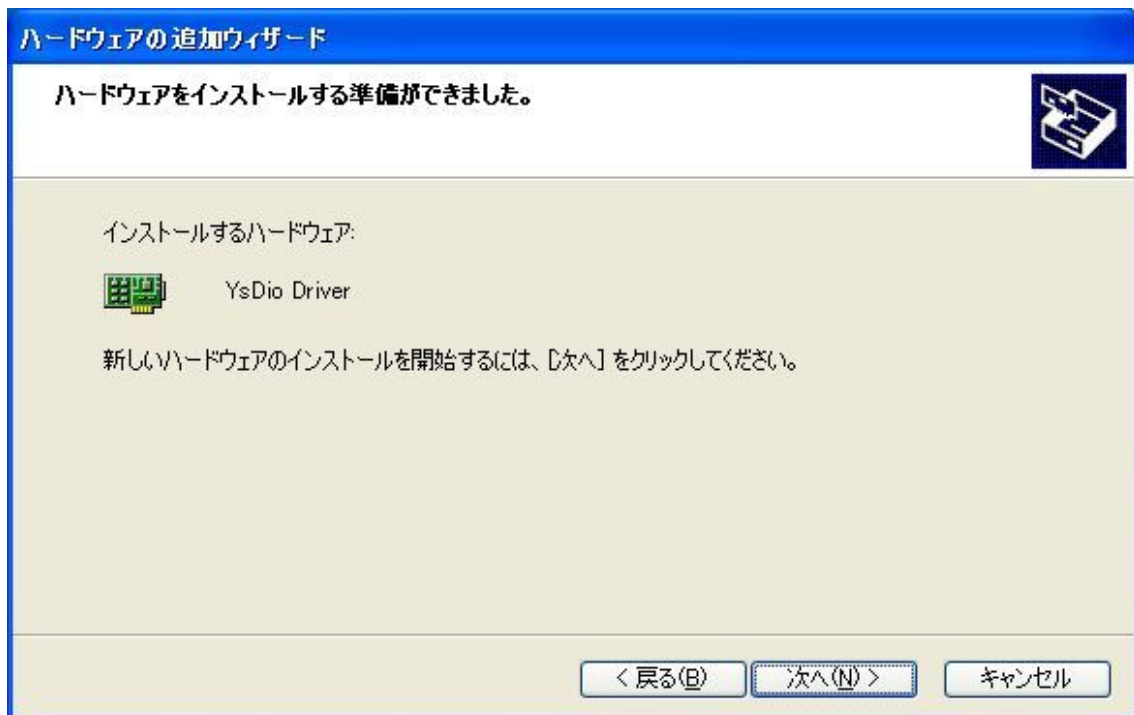 ハードウェアの追加ウィザード
ハードウェアをインストールする準備ができました。
インストールするハードウェア:
YsDio Driver
新しいハードウェアのインストールを開始するには、[次へ] をクリックしてください。
< 戻る(B) 次へ(N) > キャンセル